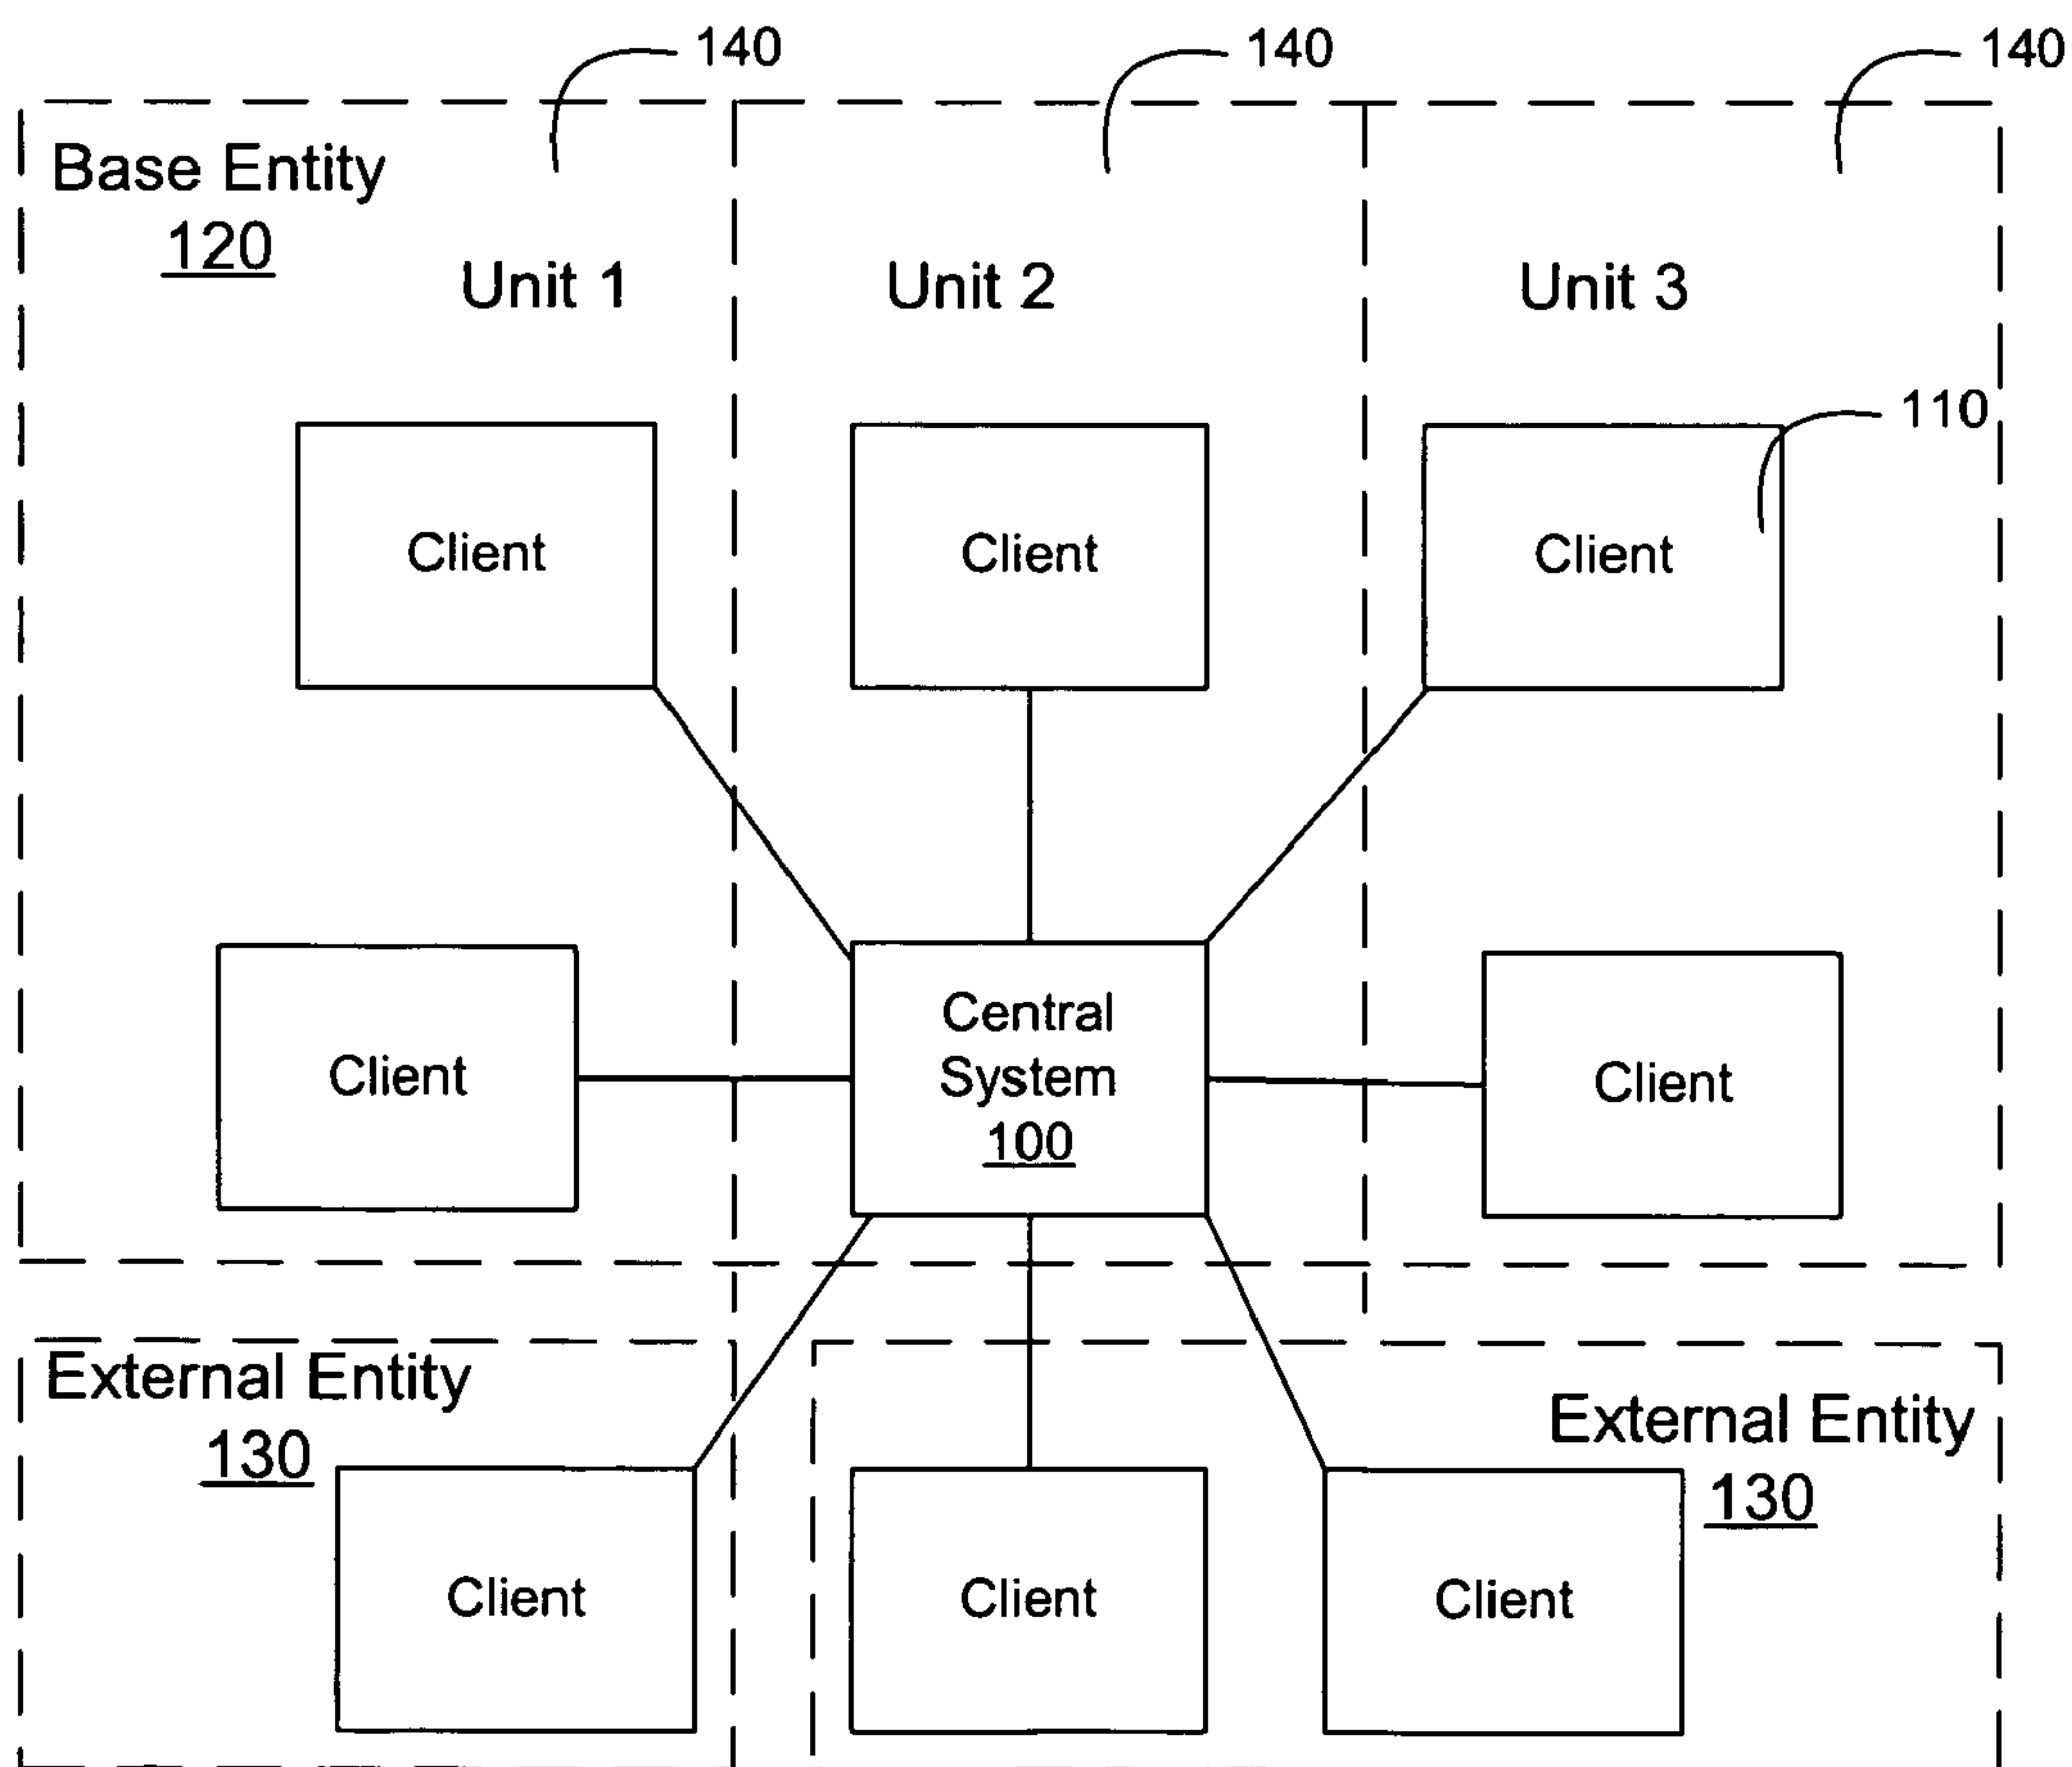 140
140
140
Base Entity
120
Unit 1
Unit 2
Unit 3
110
Client
Client
Client
Client
Central
System
100
Client
External Entity
130
External Entity
130
Client
Client
Client